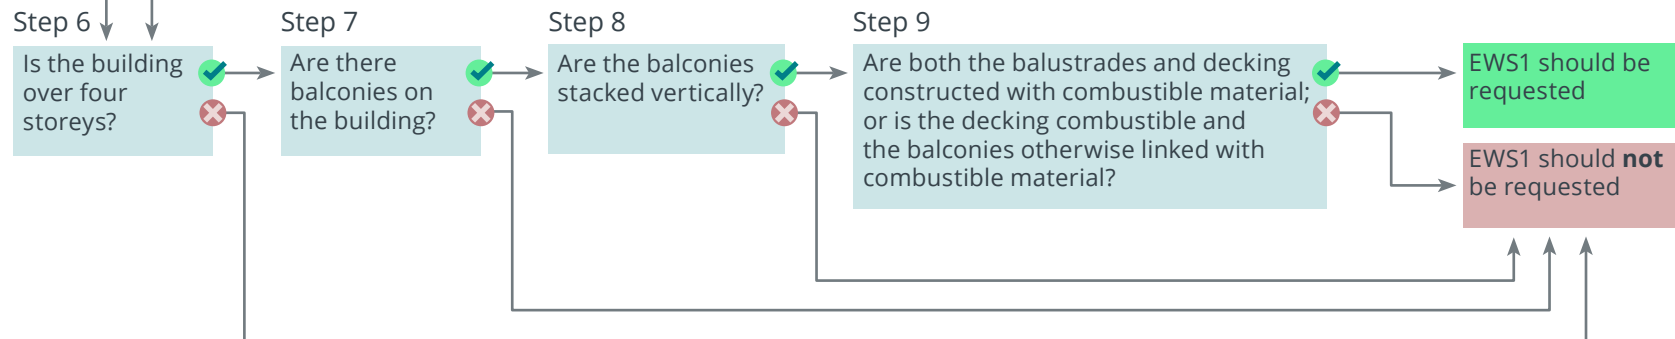 Step 6
Is the building
over four
storeys?
Step 7
Are there
balconies on
the building?
Step 8
Are the balconies
stacked vertically?
Step 9
Are both the balustrades and decking
constructed with combustible material;
or is the decking combustible and
the balconies otherwise linked with
combustible material?
EWS1 should be
requested
EWS1 should not
be requested